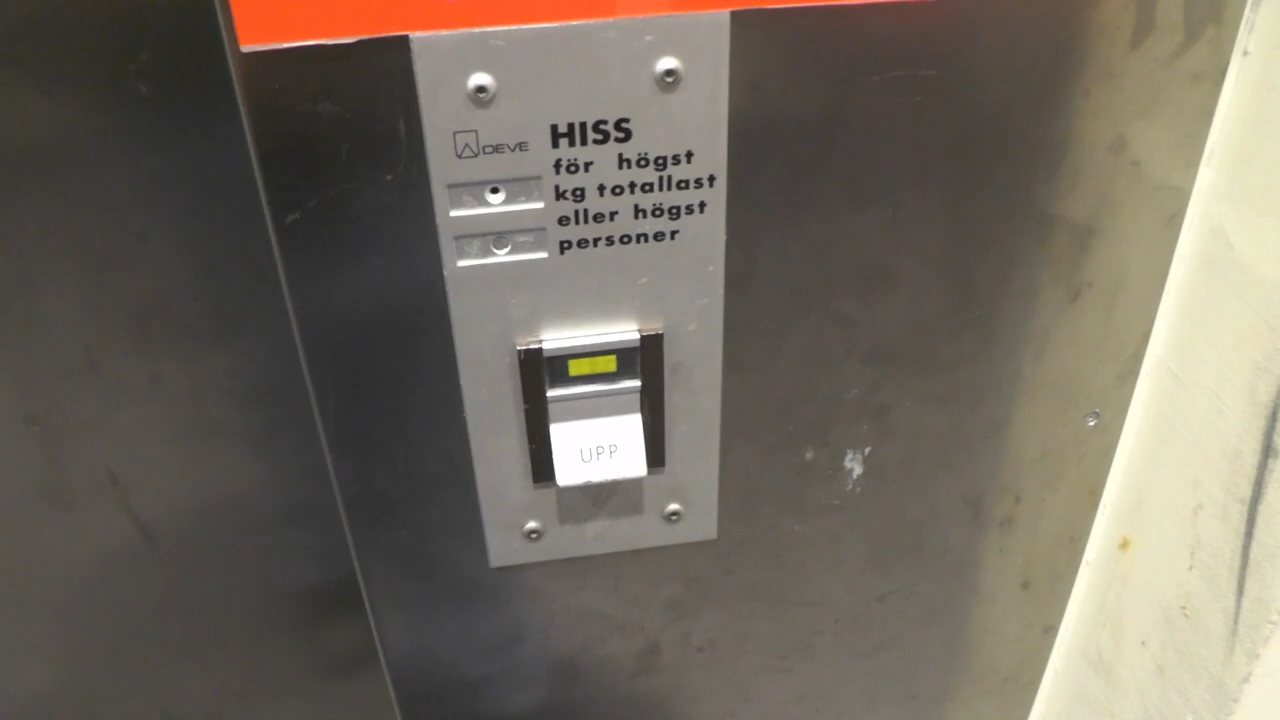 DEVE
HISS
för högst
kg totallast
eller högst
personer
UPP